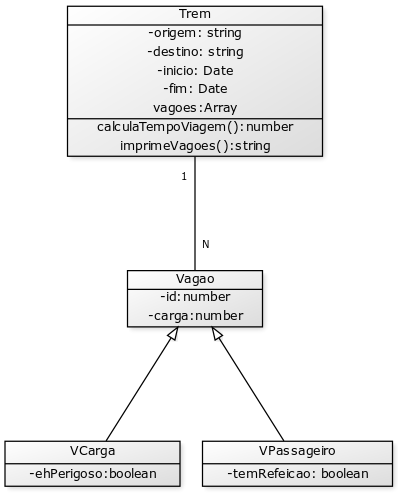 Trem
-origem: string
-destino: string
-inicio: Date
-fim: Date
vagoes:Array
calculaTempoViagem():number
imprimeVagoes():string
1
N
Vagao
-id:number
-carga:number
VCarga
-ehPerigoso:boolean
VPassageiro
-temRefeicao: boolean